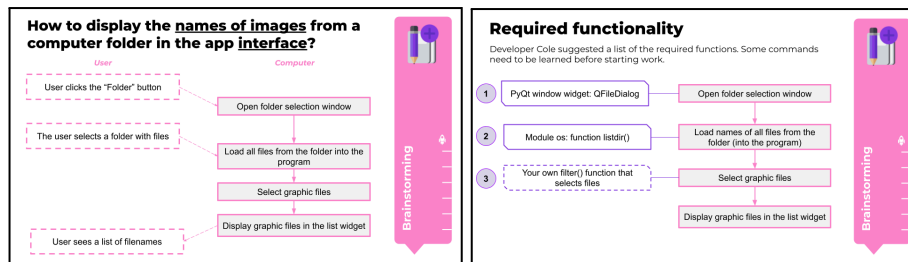 How to display the names of images from a
computer folder in the app interface?
User
Computer
User clicks the “Folder” button
Open folder selection window
The user selects a folder with files
Load all files from the folder into the
program
Select graphic files
Display graphic files in the list widget
User sees a list of filenames
Brainstorming
Required functionality
Developer Cole suggested a list of the required functions. Some commands
need to be learned before starting work.
1
PyQt window widget: QFileDialog
Open folder selection window
2
Module os: function listdir()
Load names of all files from the
folder (into the program)
3
Your own filter() function that
selects files
Select graphic files
Display graphic files in the list widget
Brainstorming